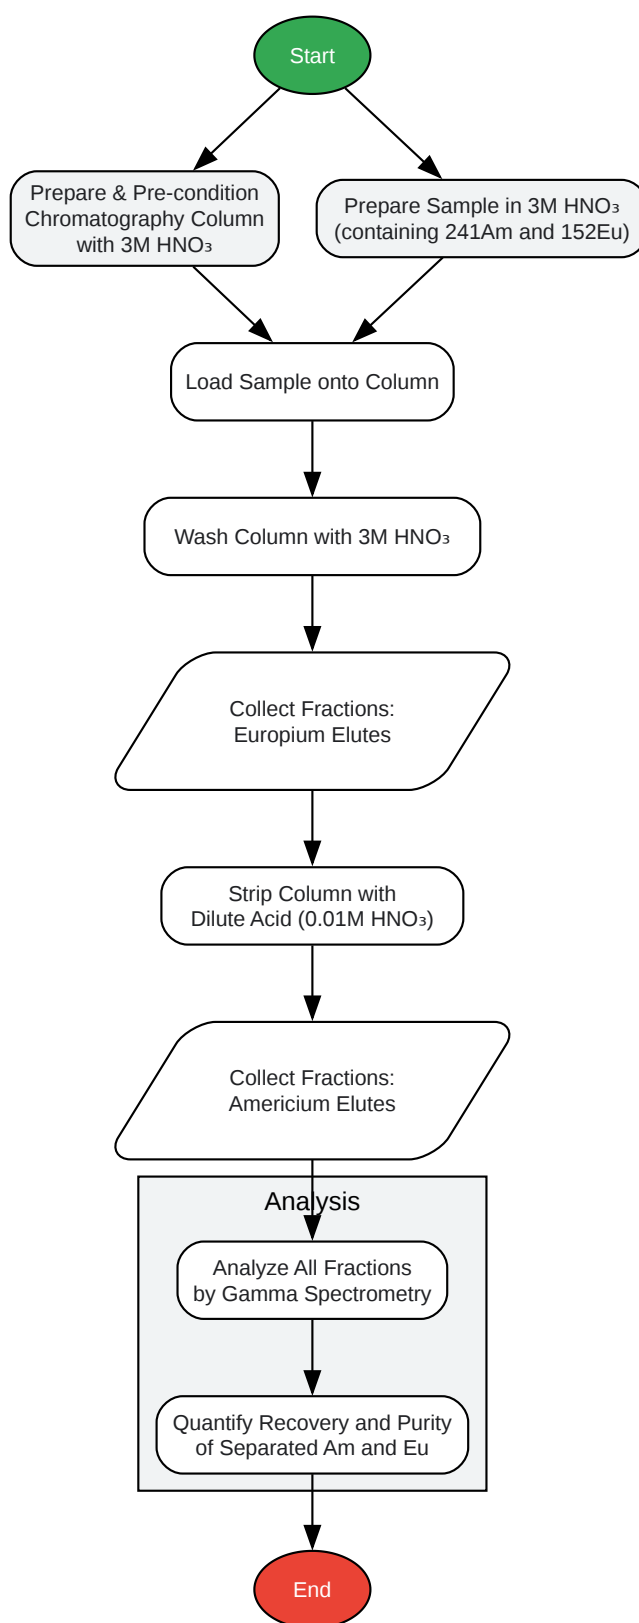 Start
Prepare & Pre-condition
Chromatography Column
with 3M HNO₃
Prepare Sample in 3M HNO₃
(containing 241Am and 152Eu)
Load Sample onto Column
Wash Column with 3M HNO₃
Collect Fractions:
Europium Elutes
Strip Column with
Dilute Acid (0.01M HNO₃)
Collect Fractions:
Americium Elutes
Analysis
Analyze All Fractions
by Gamma Spectrometry
Quantify Recovery and Purity
of Separated Am and Eu
End